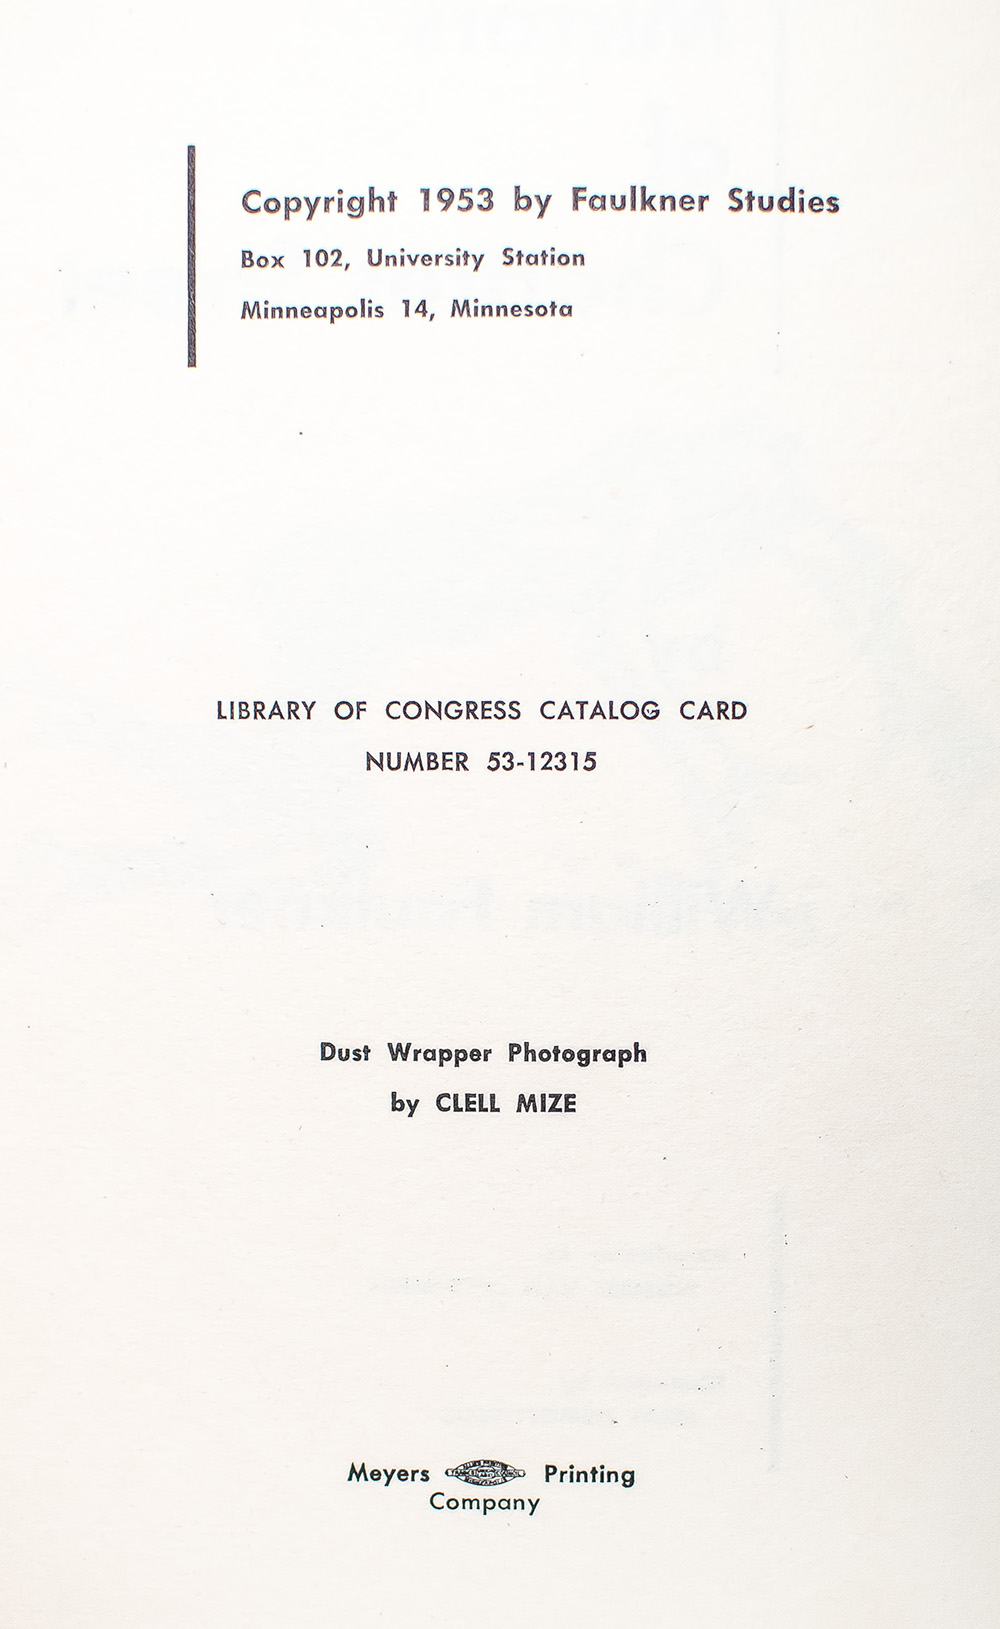 Copyright 1953 by Faulkner Studies
Box 102, University Station
Minneapolis 14, Minnesota
LIBRARY OF CONGRESS CATALOG CARD
NUMBER 53-12315
Dust Wrapper Photograph
by CLELL MIZE
Meyers Printing
Company